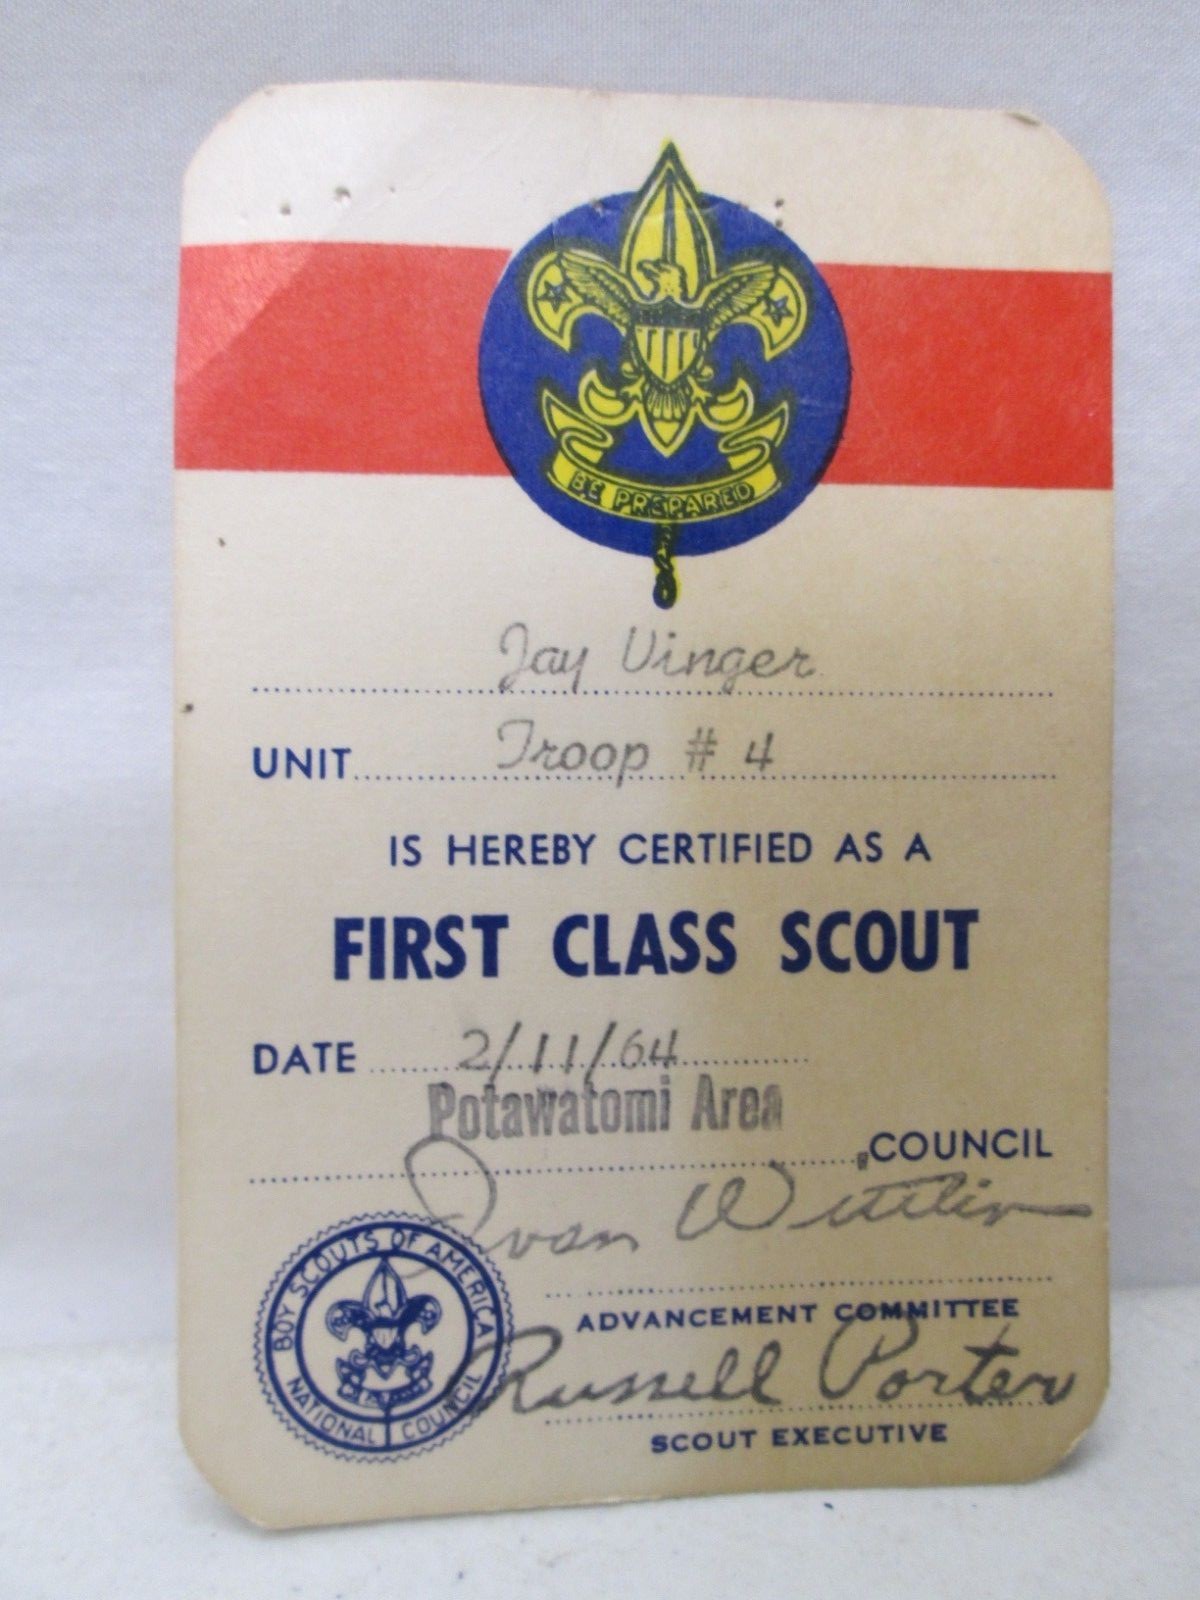 BE PREPARED
Jay Vinger
UNIT Troop # 4
IS HEREBY CERTIFIED AS A
FIRST CLASS SCOUT
DATE 2/11/64
Potawatomi Area
COUNCIL
Ivan
ADVANCEMENT COMMITTEE
Russell Porter
SCOUT EXECUTIVE
BOY SCOUTS OF AMERICA
NATIONAL COUNCIL